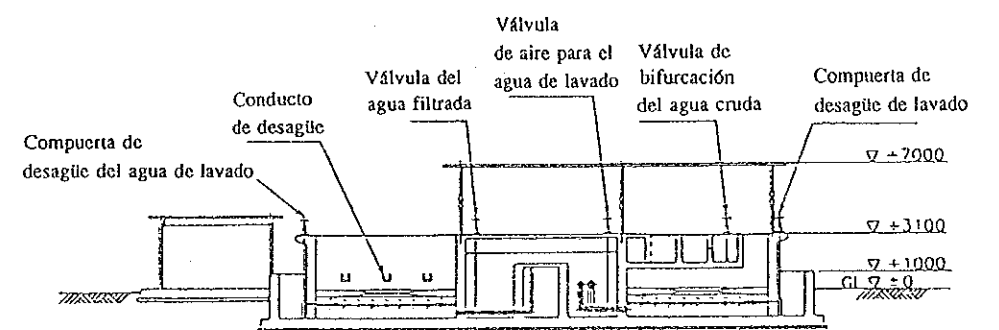 Válvula
de aire para el
agua de lavado
Válvula de
bifurcación
del agua cruda
Válvula del
agua filtrada
Compuerta de
desagüe de lavado
Conducto
de desagüe
Compuerta de
desagüe del agua de lavado
▽ +7000
▽ +3100
▽ +1000
GL ▽ ±0